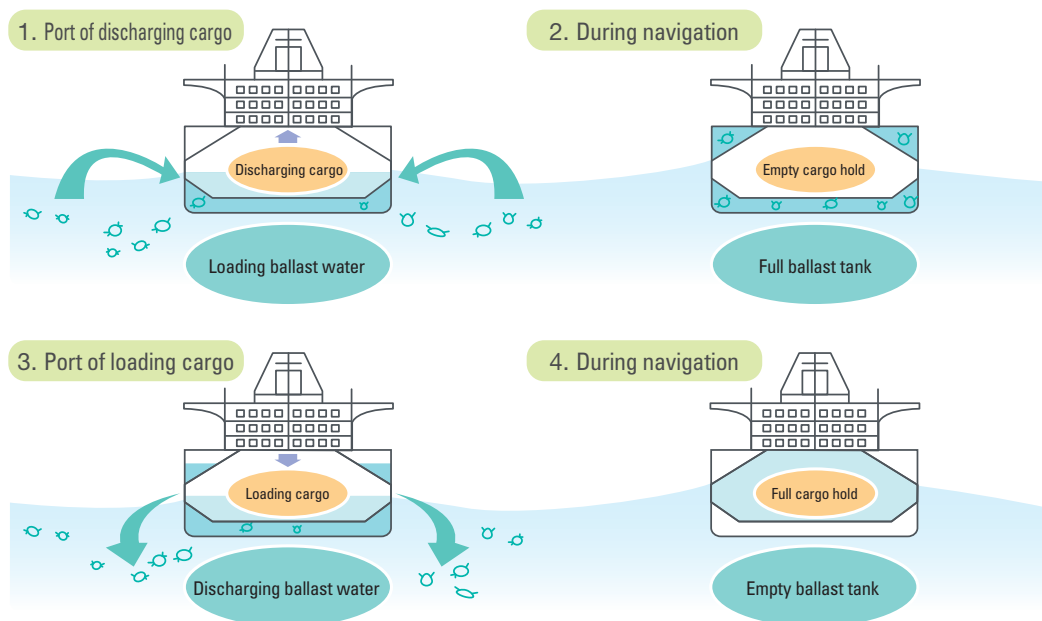 1. Port of discharging cargo
2. During navigation
Discharging cargo
Empty cargo hold
Loading ballast water
Full ballast tank
3. Port of loading cargo
4. During navigation
Loading cargo
Full cargo hold
Discharging ballast water
Empty ballast tank